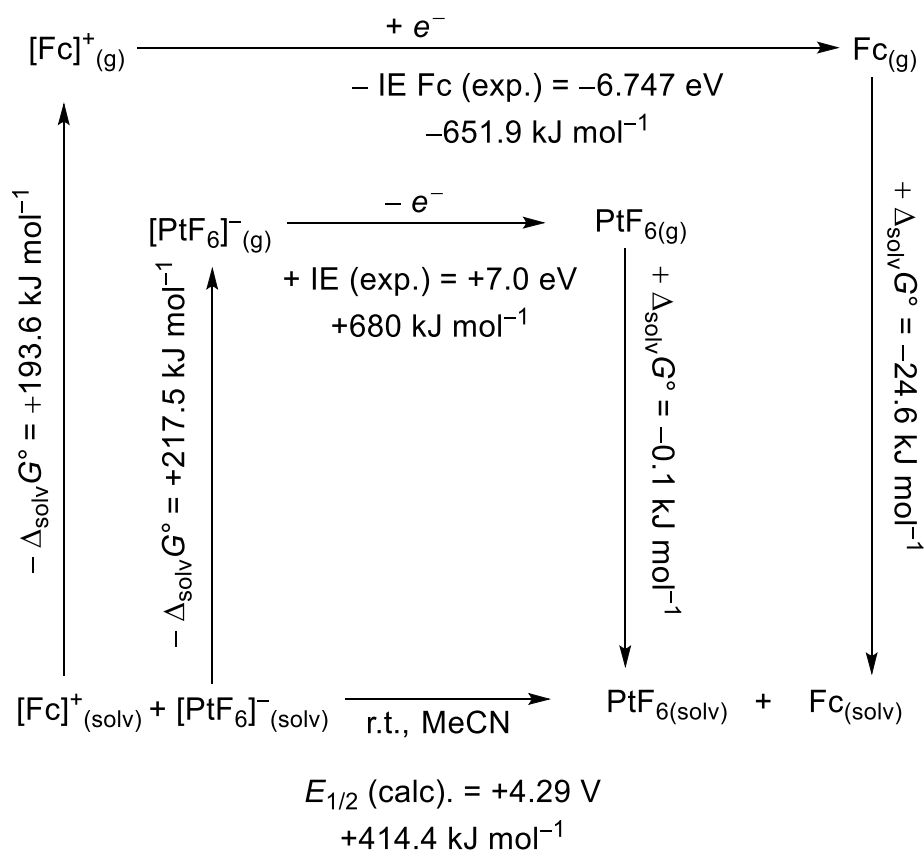 [Fc]⁺(g)
+ e⁻
Fc(g)
– IE Fc (exp.) = –6.747 eV
–651.9 kJ mol⁻¹
– ΔsolvG° = +193.6 kJ mol⁻¹
[PtF₆]⁻(g)
– e⁻
PtF₆(g)
+ IE (exp.) = +7.0 eV
+680 kJ mol⁻¹
– ΔsolvG° = +217.5 kJ mol⁻¹
+ ΔsolvG° = –0.1 kJ mol⁻¹
+ ΔsolvG° = –24.6 kJ mol⁻¹
[Fc]⁺(solv) + [PtF₆]⁻(solv)
r.t., MeCN
PtF₆(solv) + Fc(solv)
E₁/₂ (calc). = +4.29 V
+414.4 kJ mol⁻¹